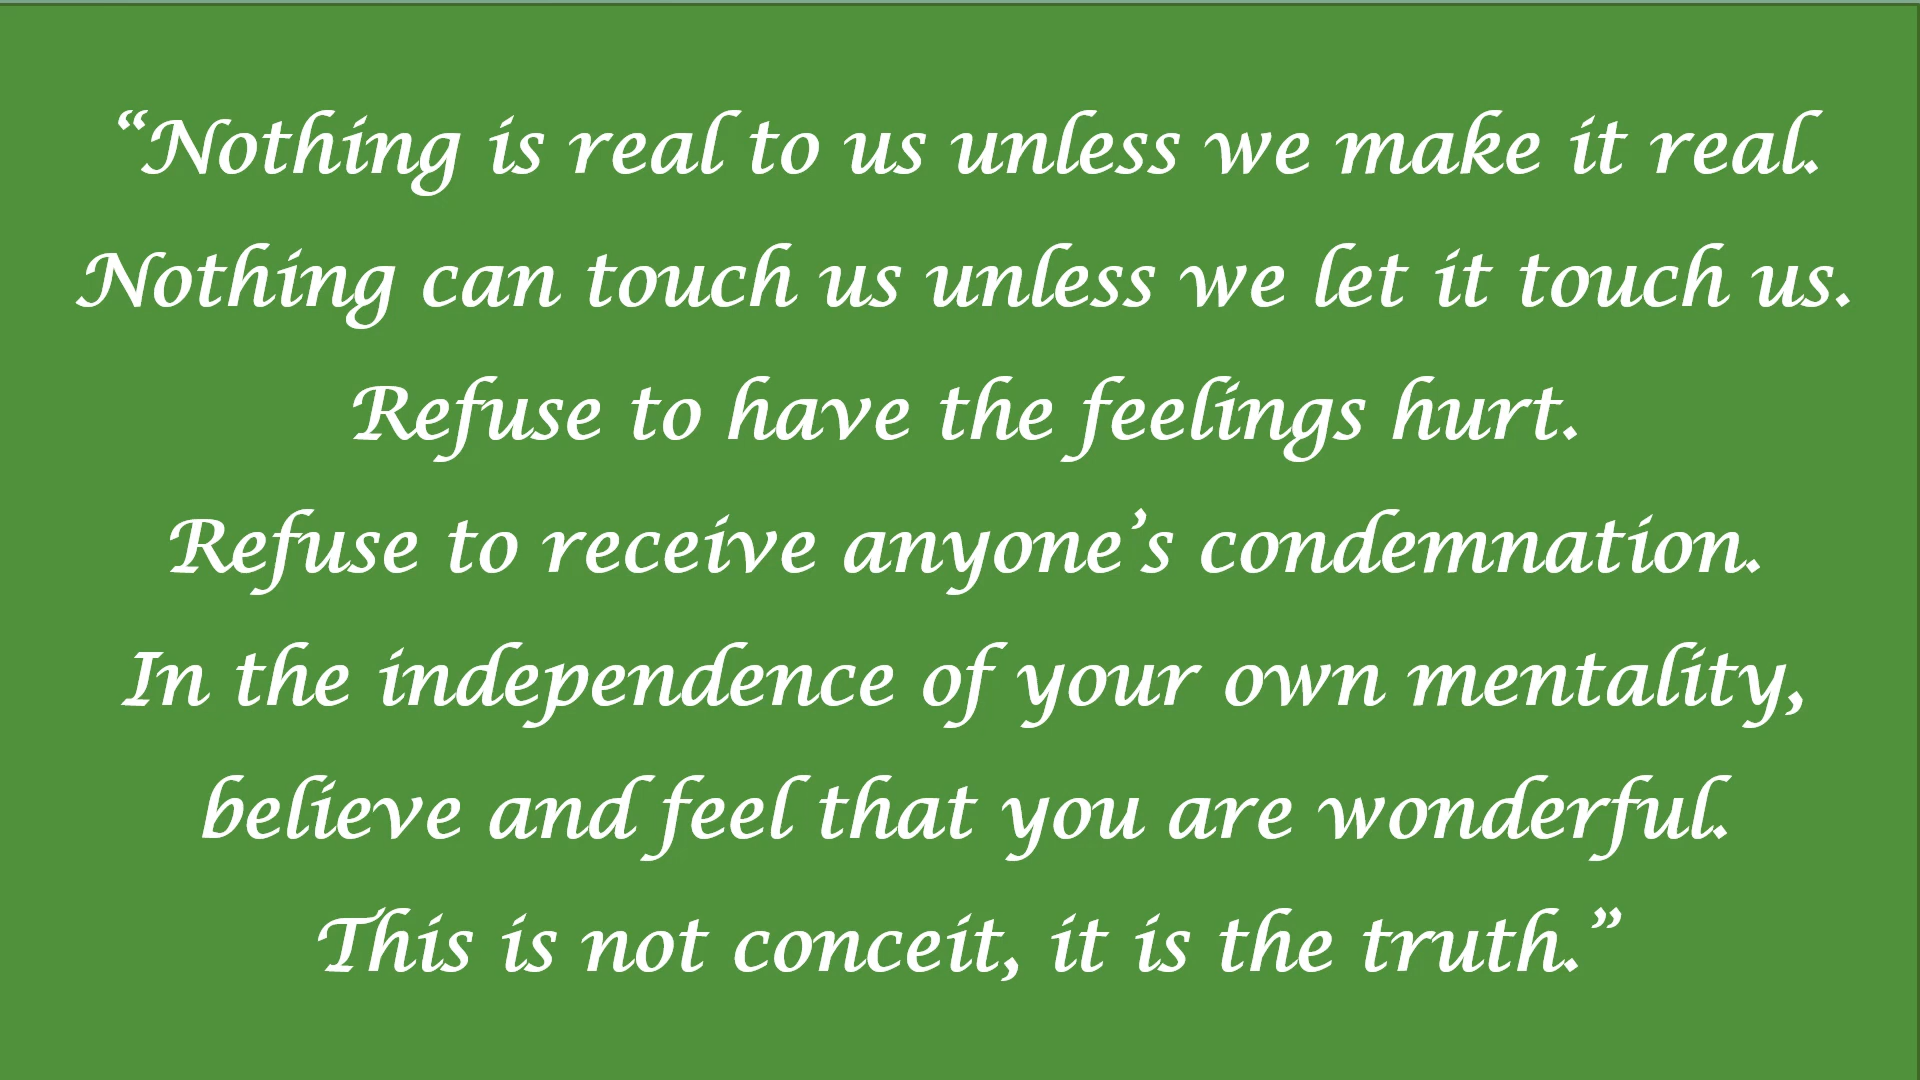 “Nothing is real to us unless we make it real.
Nothing can touch us unless we let it touch us.
Refuse to have the feelings hurt.
Refuse to receive anyone’s condemnation.
In the independence of your own mentality,
believe and feel that you are wonderful.
This is not conceit, it is the truth.”